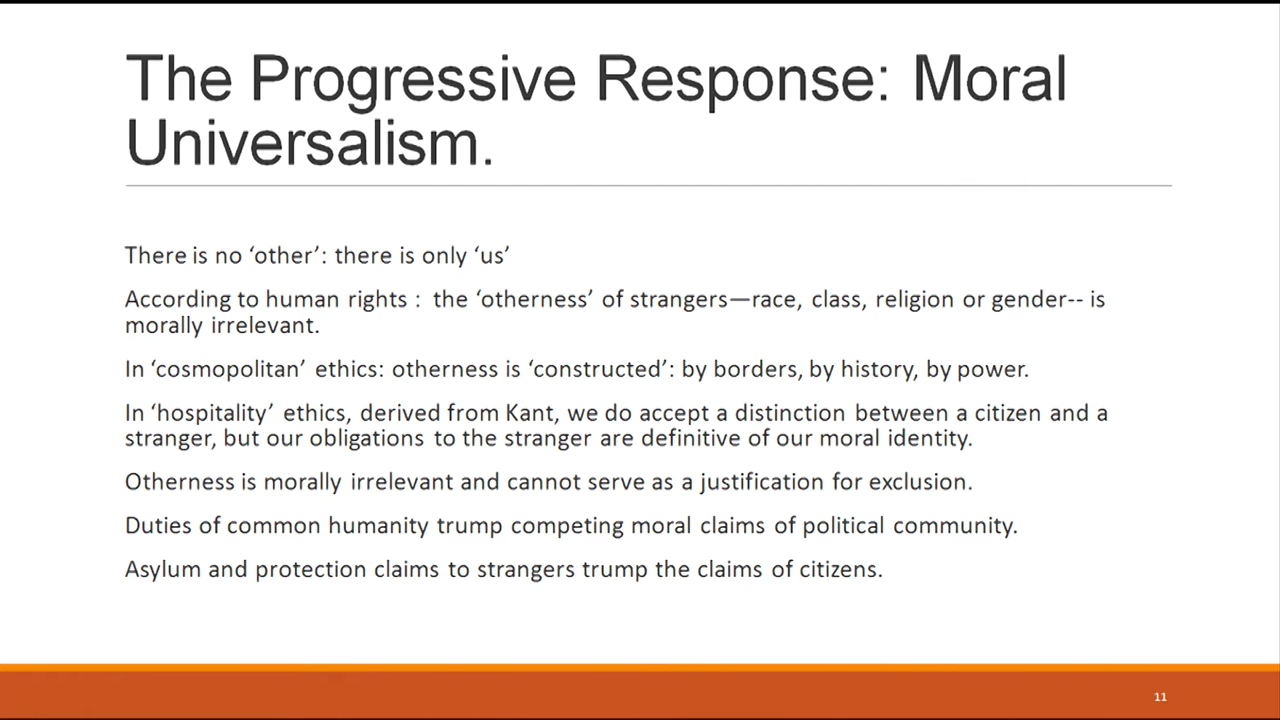 The Progressive Response: Moral
Universalism.
There is no ‘other’: there is only ‘us’
According to human rights :  the ‘otherness’ of strangers—race, class, religion or gender-- is
morally irrelevant.
In ‘cosmopolitan’ ethics: otherness is ‘constructed’: by borders, by history, by power.
In ‘hospitality’ ethics, derived from Kant, we do accept a distinction between a citizen and a
stranger, but our obligations to the stranger are definitive of our moral identity.
Otherness is morally irrelevant and cannot serve as a justification for exclusion.
Duties of common humanity trump competing moral claims of political community.
Asylum and protection claims to strangers trump the claims of citizens.
11